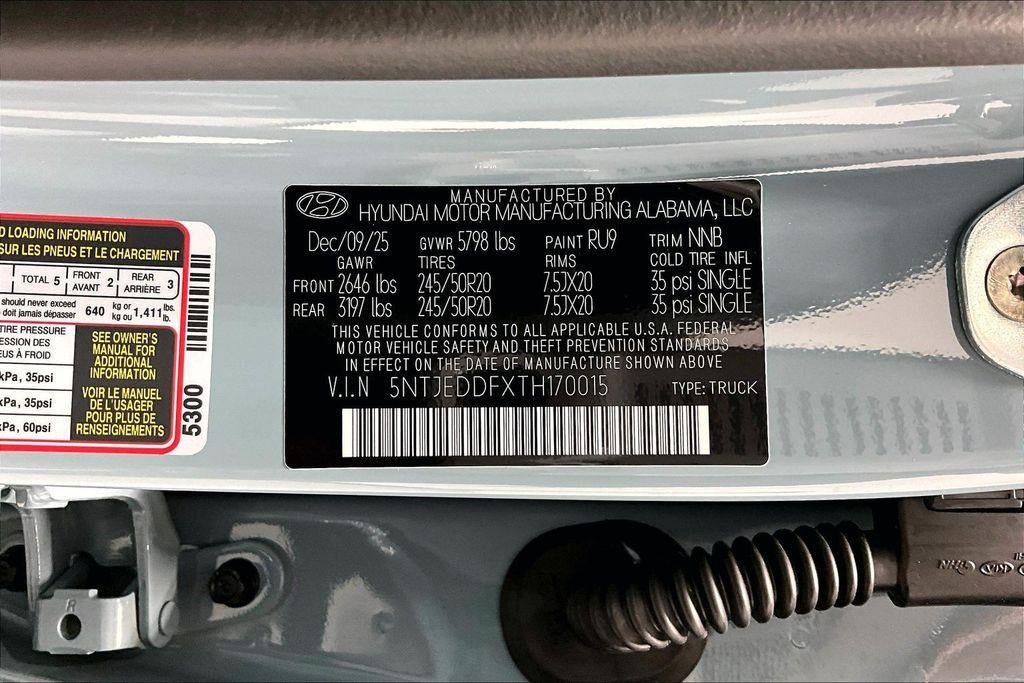 D LOADING INFORMATION
SUR LES PNEUS ET LE CHARGEMENT
TOTAL 5 FRONT AVANT 2 REAR ARRIÈRE 3
should never exceed
doit jamais dépasser 640 kg or kg ou 1,411 lbs. lb.
TIRE PRESSURE
PRESSION DES
À FROID
kPa, 35psi
kPa, 35psi
kPa, 60psi
SEE OWNER'S
MANUAL FOR
ADDITIONAL
INFORMATION
VOIR LE MANUEL
DE L'USAGER
POUR PLUS DE
RENSEIGNEMENTS
5300
MANUFACTURED BY
HYUNDAI MOTOR MANUFACTURING ALABAMA, LLC
Dec/09/25 GVWR 5798 lbs PAINT RU9 TRIM NNB
GAWR TIRES RIMS COLD TIRE INFL
FRONT 2646 lbs 245/50R20 7.5JX20 35 psi SINGLE
REAR 3197 lbs 245/50R20 7.5JX20 35 psi SINGLE
THIS VEHICLE CONFORMS TO ALL APPLICABLE U.S.A. FEDERAL
MOTOR VEHICLE SAFETY AND THEFT PREVENTION STANDARDS
IN EFFECT ON THE DATE OF MANUFACTURE SHOWN ABOVE
V.I.N 5NTJEDDFXTH170015 TYPE: TRUCK
R